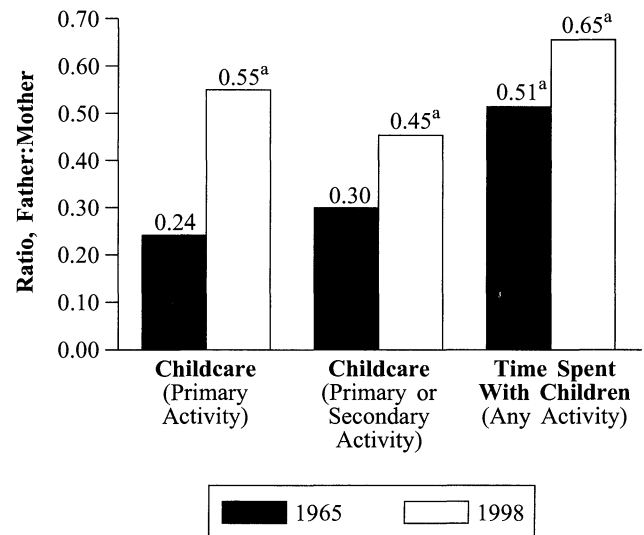 Ratio, Father:Mother
0.70
0.60
0.50
0.40
0.30
0.20
0.10
0.00
0.24
0.55a
0.30
0.45a
0.51a
0.65a
Childcare
(Primary
Activity)
Childcare
(Primary or
Secondary
Activity)
Time Spent
With Children
(Any Activity)
1965
1998